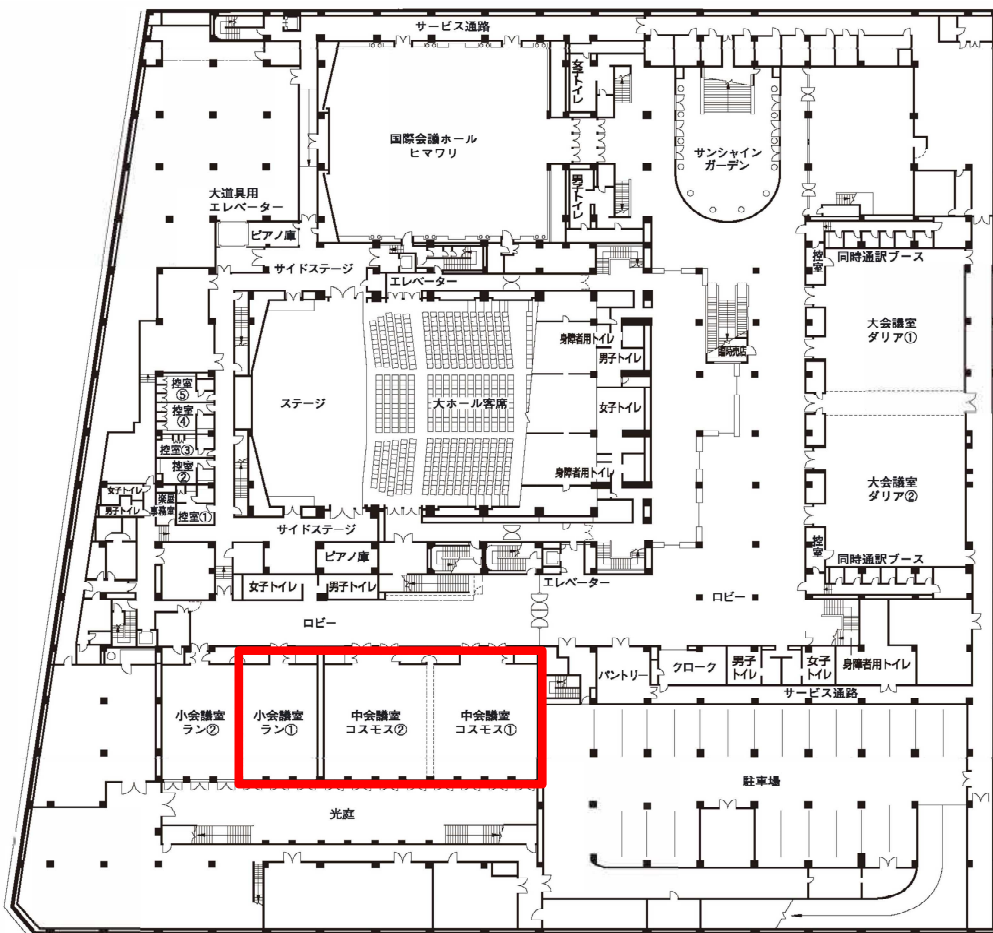 サービス通路
女子トイレ
国際会議ホール
ヒマワリ
サンシャイン
ガーデン
男子トイレ
大道具用
エレベーター
ピアノ庫
サイドステージ
エレベーター
控室
同時通訳ブース
大会議室
ダリア①
身障者用トイレ
男子トイレ
控室
⑤
控室
④
ステージ
大ホール客席
女子トイレ
控室③
控室
②
身障者用トイレ
大会議室
ダリア②
女子トイレ
男子トイレ
楽屋
事務室
控室①
サイドステージ
控室
ピアノ庫
エレベーター
同時通訳ブース
女子トイレ
男子トイレ
ロビー
ロビー
パントリー
クローク
男子
トイレ
女子
トイレ
身障者用トイレ
サービス通路
小会議室
ラン②
小会議室
ラン①
中会議室
コスモス②
中会議室
コスモス①
駐車場
光庭